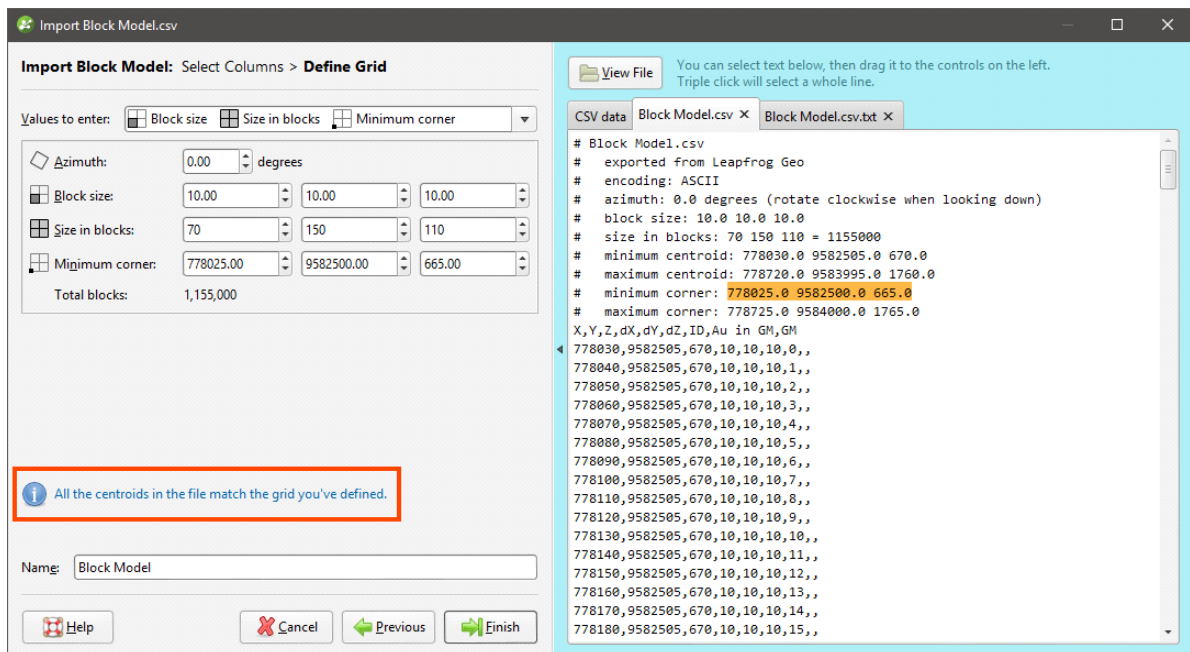 Import Block Model.csv
Import Block Model: Select Columns > Define Grid
Values to enter: Block size Size in blocks Minimum corner
Azimuth: 0.00 degrees
Block size: 10.00 10.00 10.00
Size in blocks: 70 150 110
Minimum corner: 778025.00 9582500.00 665.00
Total blocks: 1,155,000
All the centroids in the file match the grid you've defined.
Name: Block Model
Help Cancel Previous Finish
View File
You can select text below, then drag it to the controls on the left.
Triple click will select a whole line.
CSV data Block Model.csv Block Model.csv.txt
# Block Model.csv
# exported from Leapfrog Geo
# encoding: ASCII
# azimuth: 0.0 degrees (rotate clockwise when looking down)
# block size: 10.0 10.0 10.0
# size in blocks: 70 150 110 = 1155000
# minimum centroid: 778030.0 9582505.0 670.0
# maximum centroid: 778720.0 9583995.0 1760.0
# minimum corner: 778025.0 9582500.0 665.0
# maximum corner: 778725.0 9584000.0 1765.0
X,Y,Z,dX,dY,dZ,ID,Au in GM,GM
778030,9582505,670,10,10,10,0,,
778040,9582505,670,10,10,10,1,,
778050,9582505,670,10,10,10,2,,
778060,9582505,670,10,10,10,3,,
778070,9582505,670,10,10,10,4,,
778080,9582505,670,10,10,10,5,,
778090,9582505,670,10,10,10,6,,
778100,9582505,670,10,10,10,7,,
778110,9582505,670,10,10,10,8,,
778120,9582505,670,10,10,10,9,,
778130,9582505,670,10,10,10,10,,
778140,9582505,670,10,10,10,11,,
778150,9582505,670,10,10,10,12,,
778160,9582505,670,10,10,10,13,,
778170,9582505,670,10,10,10,14,,
778180,9582505,670,10,10,10,15,,